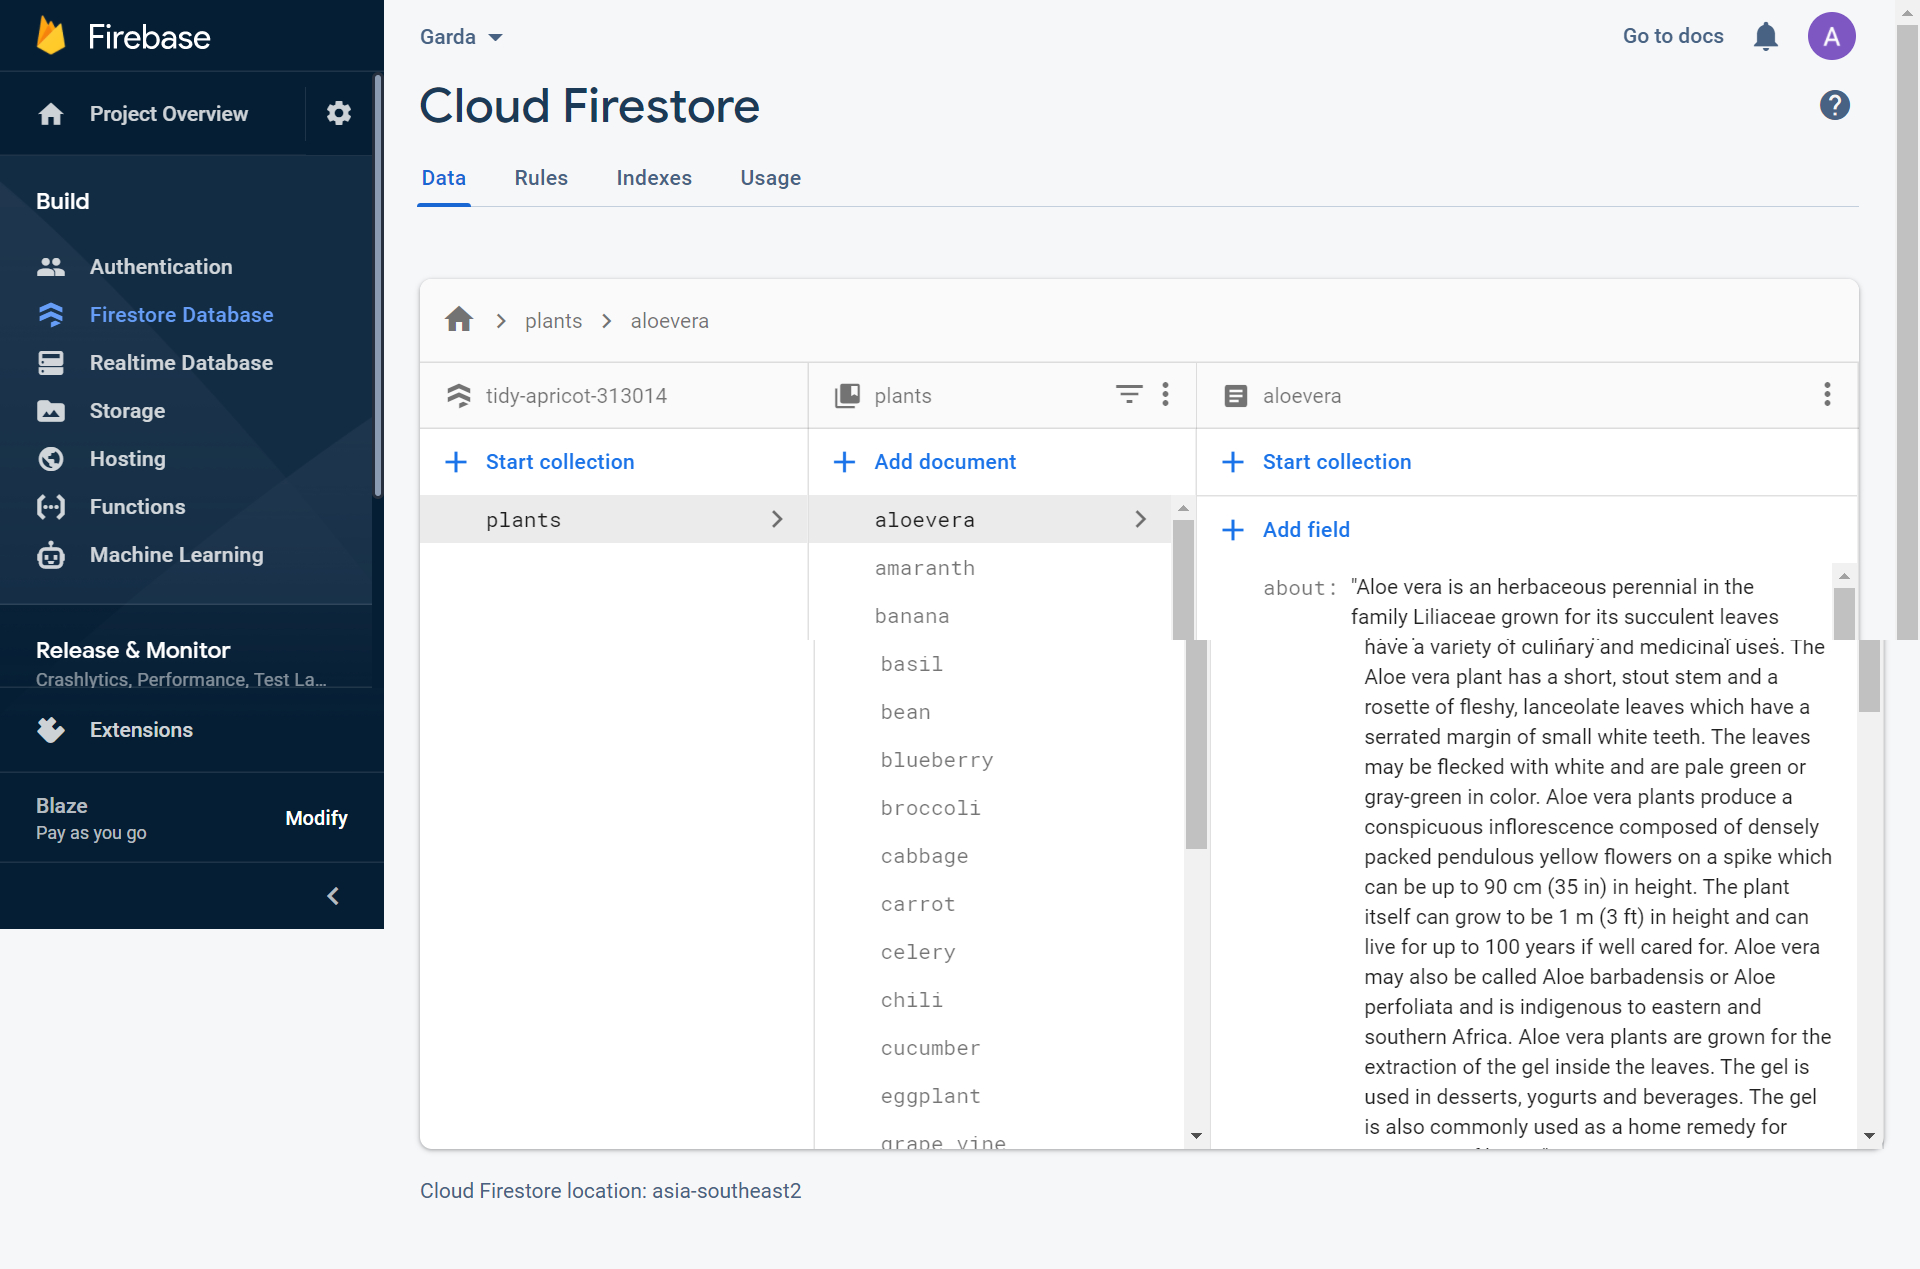 Firebase
Project Overview
Build
Authentication
Firestore Database
Realtime Database
Storage
Hosting
Functions
Machine Learning
Release & Monitor
Crashlytics, Performance, Test La...
Extensions
Blaze
Pay as you go
Modify
Garda
Go to docs
A
Cloud Firestore
Data Rules Indexes Usage
plants > aloevera
tidy-apricot-313014
Start collection
plants
plants
Add document
aloevera
amaranth
banana
basil
bean
blueberry
broccoli
cabbage
carrot
celery
chili
cucumber
eggplant
grape vine
aloevera
Start collection
Add field
about: "Aloe vera is an herbaceous perennial in the
family Liliaceae grown for its succulent leaves
have a variety of culinary and medicinal uses. The
Aloe vera plant has a short, stout stem and a
rosette of fleshy, lanceolate leaves which have a
serrated margin of small white teeth. The leaves
may be flecked with white and are pale green or
gray-green in color. Aloe vera plants produce a
conspicuous inflorescence composed of densely
packed pendulous yellow flowers on a spike which
can be up to 90 cm (35 in) in height. The plant
itself can grow to be 1 m (3 ft) in height and can
live for up to 100 years if well cared for. Aloe vera
may also be called Aloe barbadensis or Aloe
perfoliata and is indigenous to eastern and
southern Africa. Aloe vera plants are grown for the
extraction of the gel inside the leaves. The gel is
used in desserts, yogurts and beverages. The gel
is also commonly used as a home remedy for
Cloud Firestore location: asia-southeast2